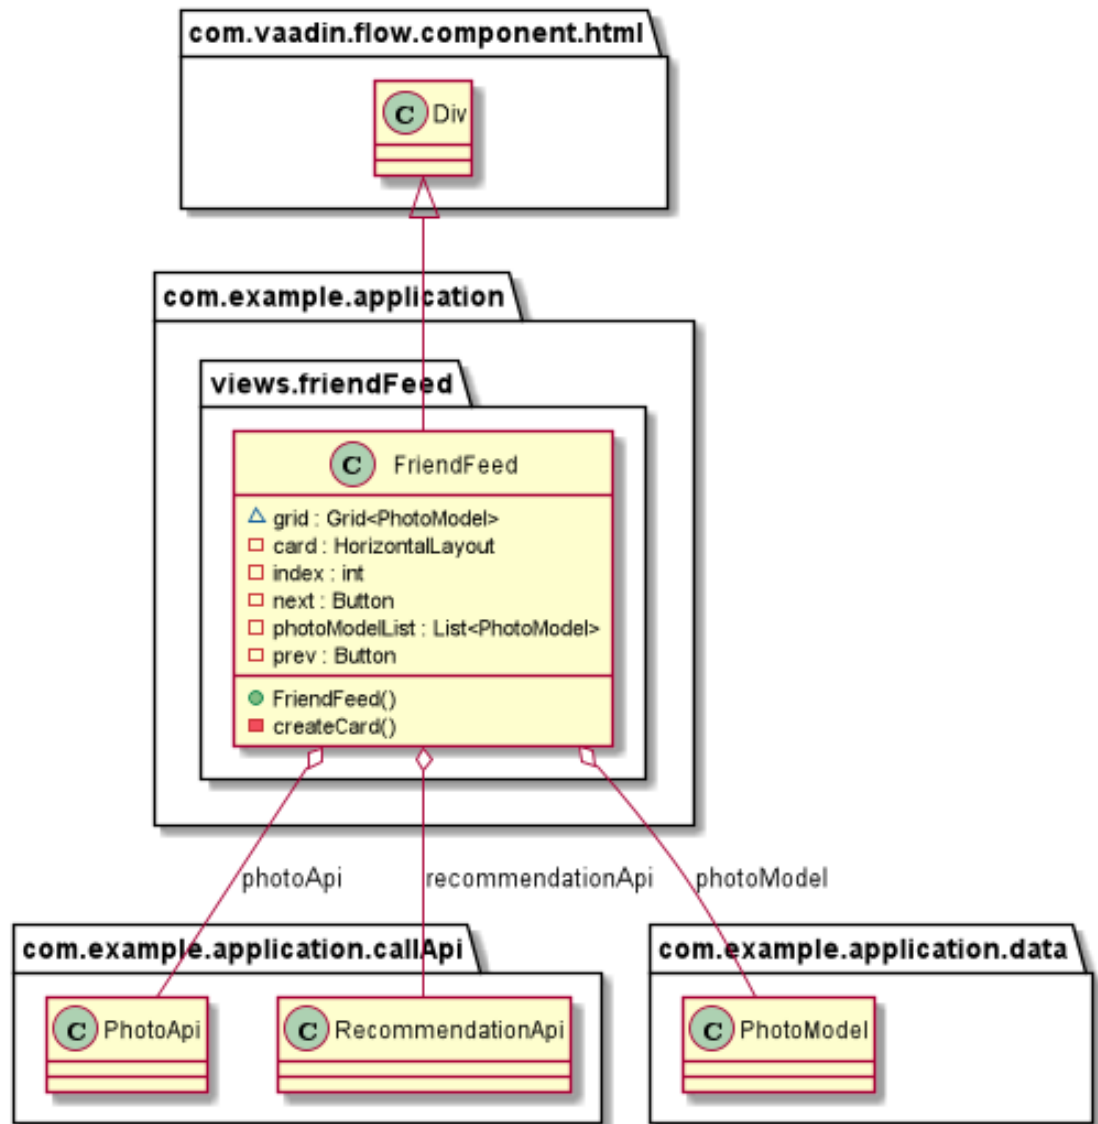 com.vaadin.flow.component.html
C Div
com.example.application
views.friendFeed
C FriendFeed
grid : Grid<PhotoModel>
card : HorizontalLayout
index : int
next : Button
photoModelList : List<PhotoModel>
prev : Button
FriendFeed()
createCard()
photoApi
recommendationApi
photoModel
com.example.application.callApi
com.example.application.data
C PhotoApi
C RecommendationApi
C PhotoModel